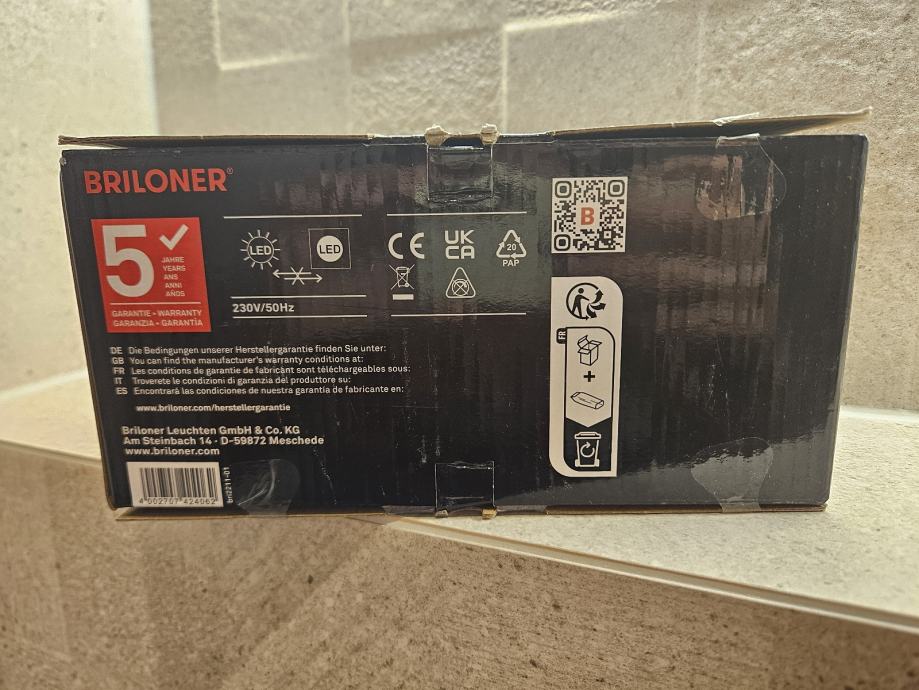 BRILONER®
5
JAHRE
YEARS
ANS
ANNI
AÑOS
GARANTIE • WARRANTY
GARANZIA • GARANTÍA
LED
LED
230V/50Hz
CE
UK
CA
20
PAP
B
FR
+
DE Die Bedingungen unserer Herstellergarantie finden Sie unter:
GB You can find the manufacturer's warranty conditions at:
FR Les conditions de garantie de fabricant sont téléchargeables sous:
IT Troverete le condizioni di garanzia del produttore su:
ES Encontrará las condiciones de nuestra garantía de fabricante en:
www.briloner.com/herstellergarantie
Briloner Leuchten GmbH & Co. KG
Am Steinbach 14 · D-59872 Meschede
www.briloner.com
4 002707 424062
bri2211-01